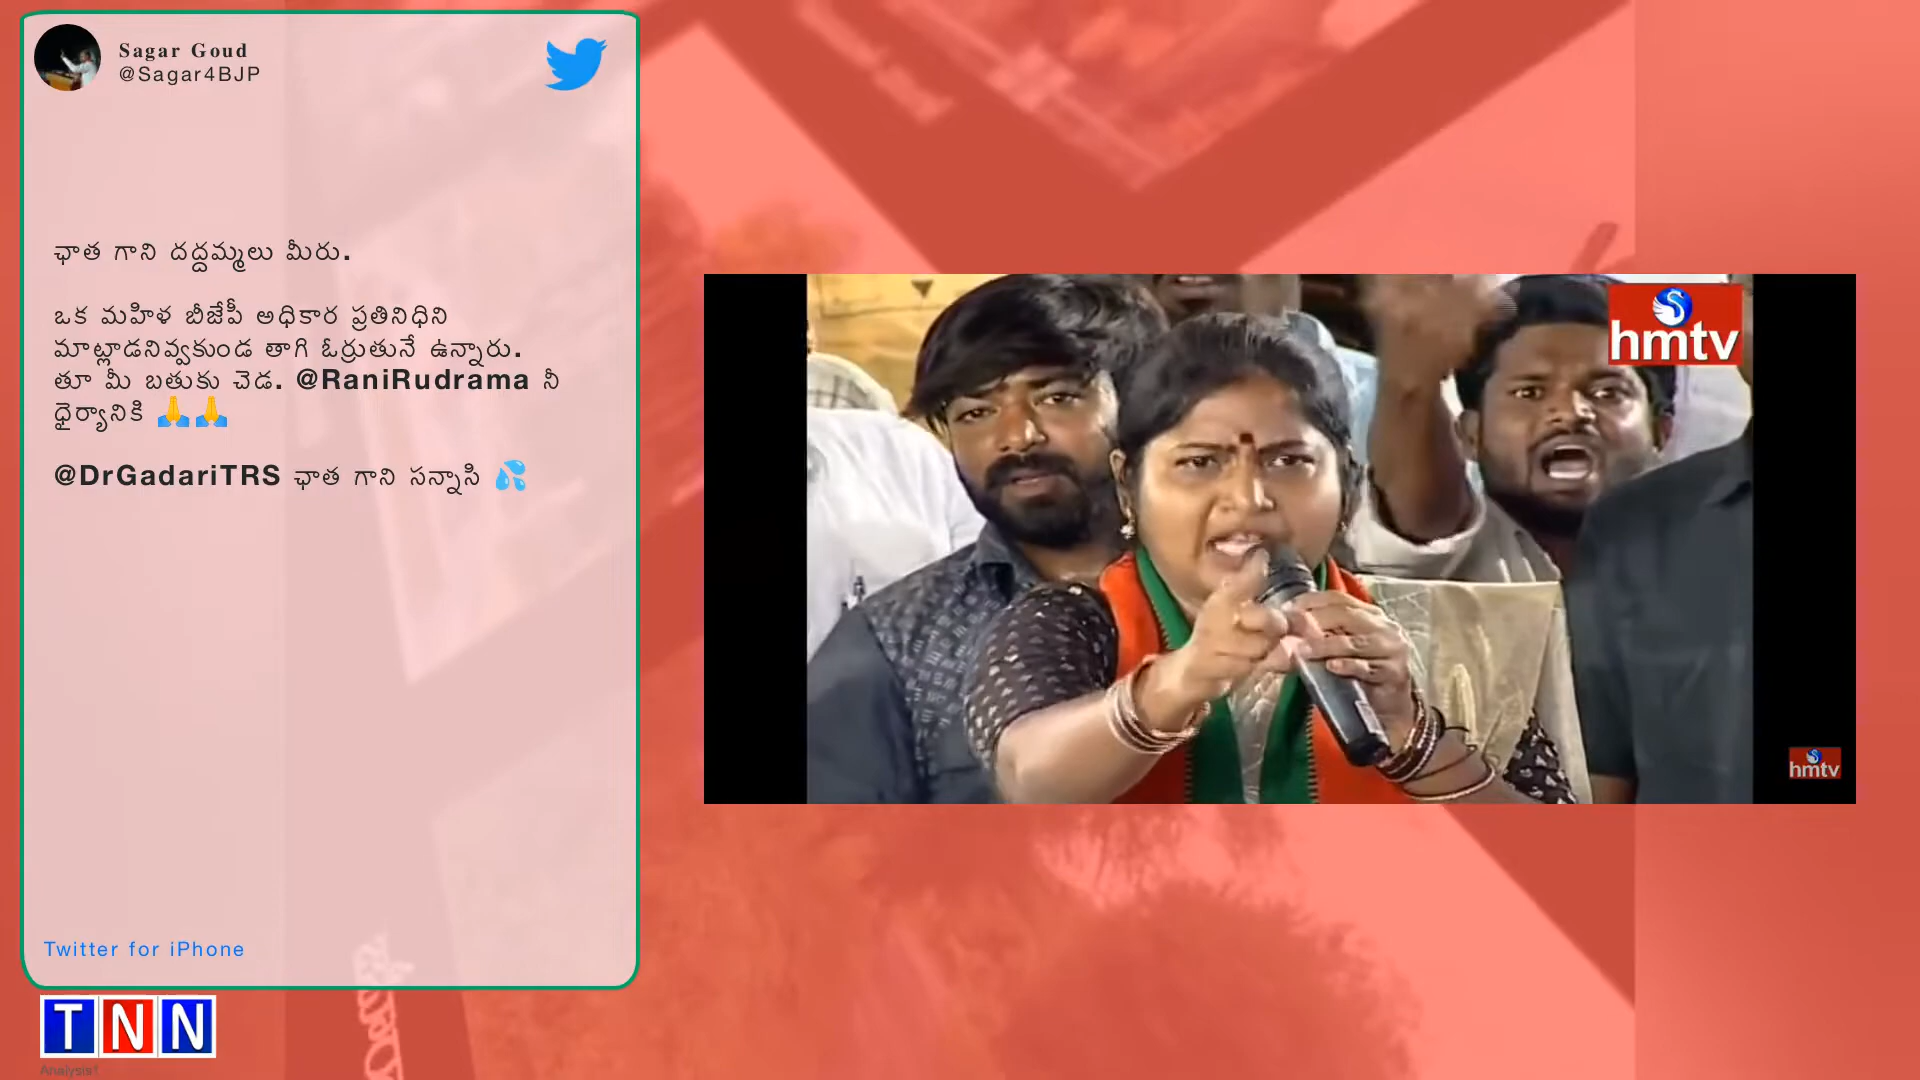 Sagar Goud
@Sagar4BJP
ఛాత గాని దద్దమ్మలు మీరు.
ఒక మహిళ బీజేపీ అధికార ప్రతినిధిని
మాట్లాడనివ్వకుండ తాగి ఓర్రుతునే ఉన్నారు.
తూ మీ బతుకు చెడ. @RaniRudrama నీ
ధైర్యానికి 🙏🙏
@DrGadariTRS ఛాత గాని సన్నాసి 💦
Twitter for iPhone
TNN
Analysis!
hmtv
hmtv